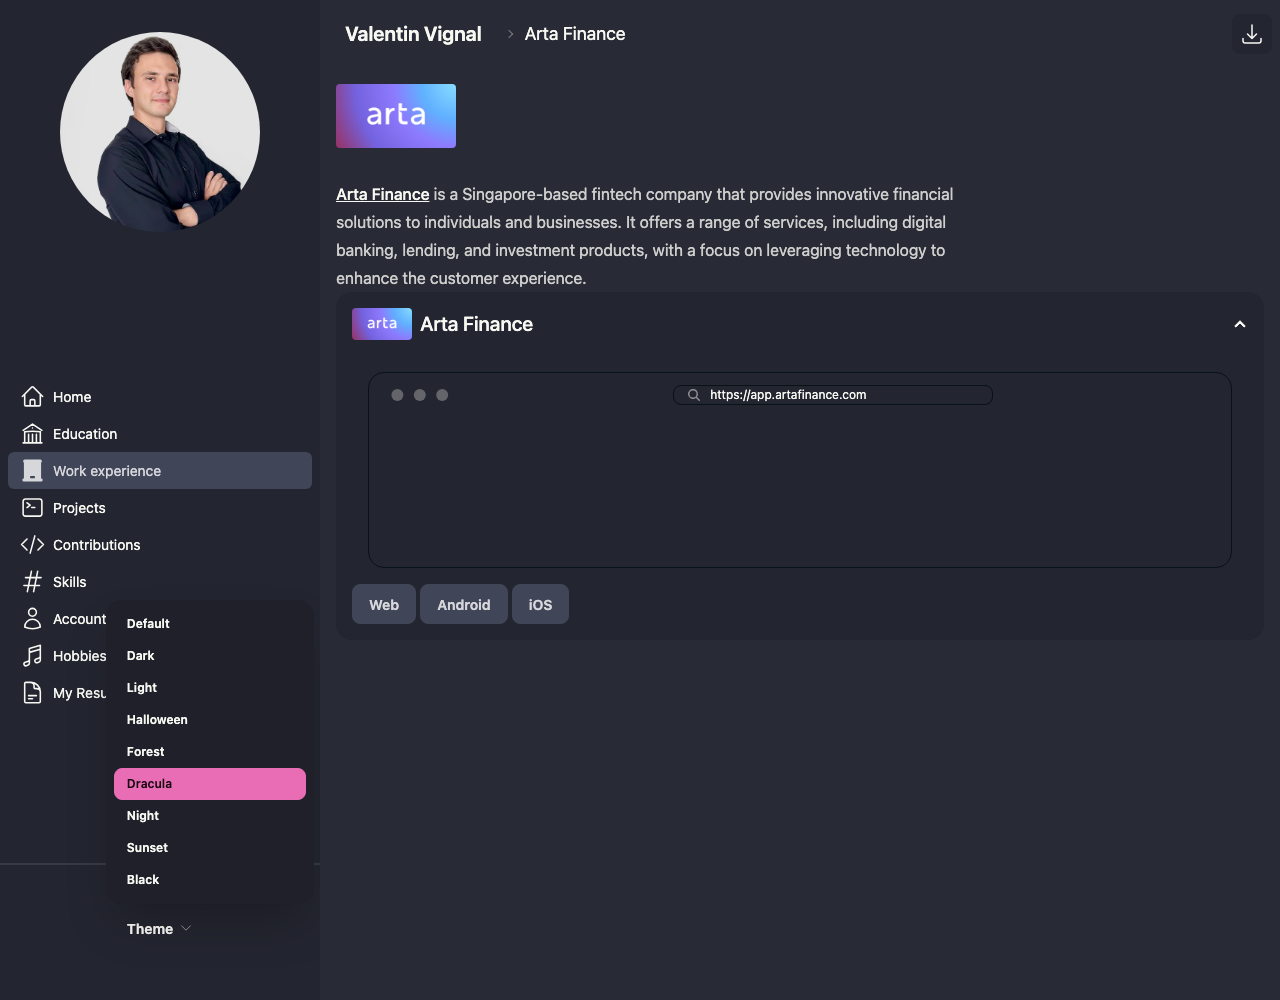 Valentin Vignal
Arta Finance
arta
Arta Finance is a Singapore-based fintech company that provides innovative financial
solutions to individuals and businesses. It offers a range of services, including digital
banking, lending, and investment products, with a focus on leveraging technology to
enhance the customer experience.
arta
Arta Finance
https://app.artafinance.com
Web
Android
iOS
Home
Education
Work experience
Projects
Contributions
Skills
Account
Hobbies
My Resu
Default
Dark
Light
Halloween
Forest
Dracula
Night
Sunset
Black
Theme